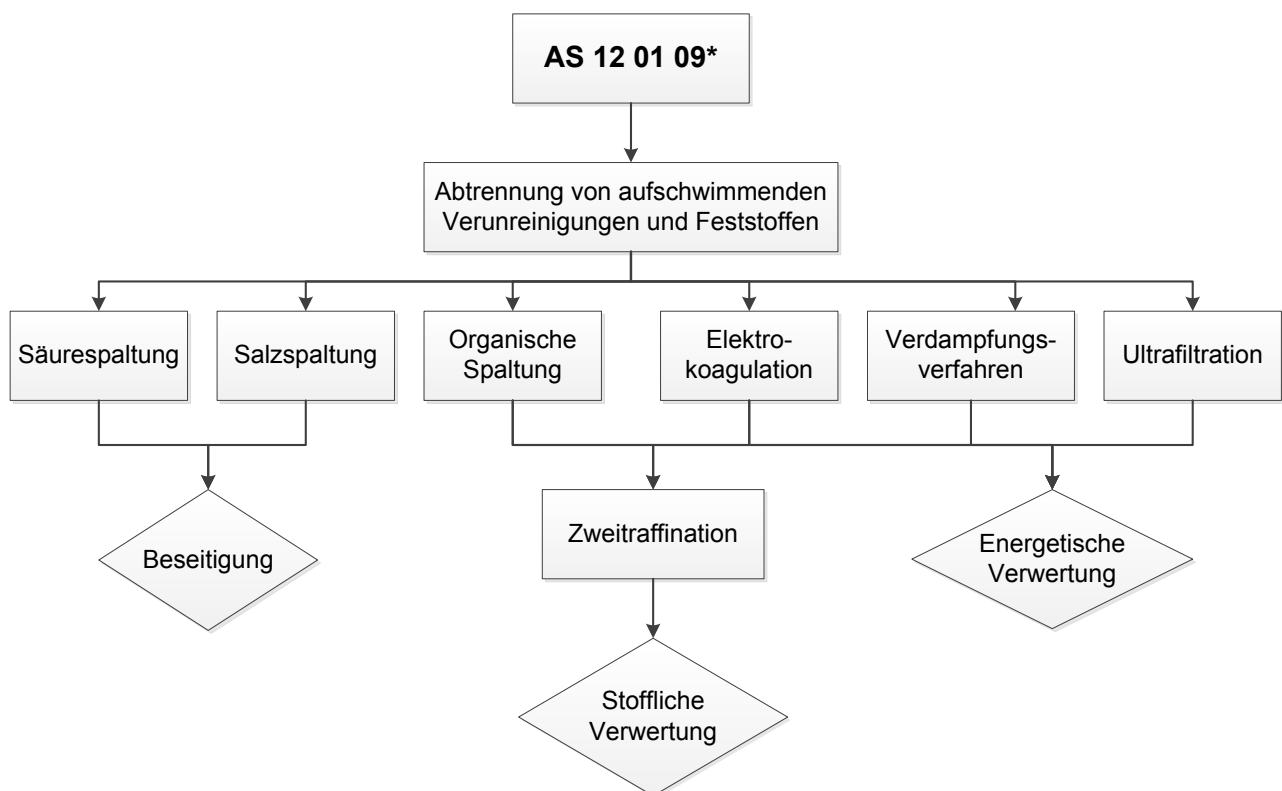 AS 12 01 09*
Abtrennung von aufschwimmenden
Verunreinigungen und Feststoffen
Säurespaltung
Salzspaltung
Organische
Spaltung
Elektro-
koagulation
Verdampfungs-
verfahren
Ultrafiltration
Beseitigung
Zweitraffination
Energetische
Verwertung
Stoffliche
Verwertung